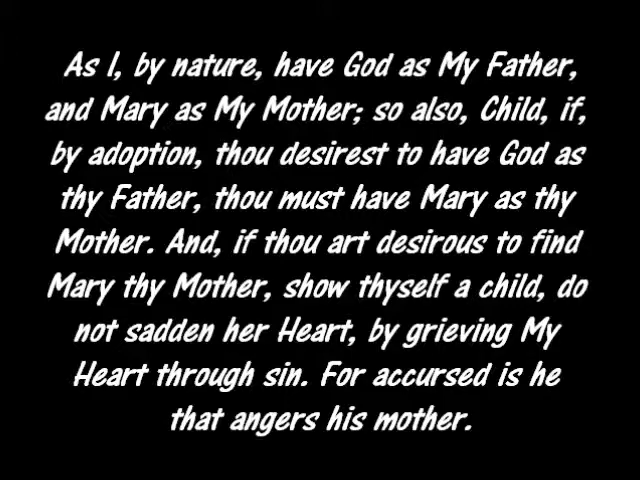 As I, by nature, have God as My Father,
and Mary as My Mother; so also, Child, if,
by adoption, thou desirest to have God as
thy Father, thou must have Mary as thy
Mother. And, if thou art desirous to find
Mary thy Mother, show thyself a child, do
not sadden her Heart, by grieving My
Heart through sin. For accursed is he
that angers his mother.